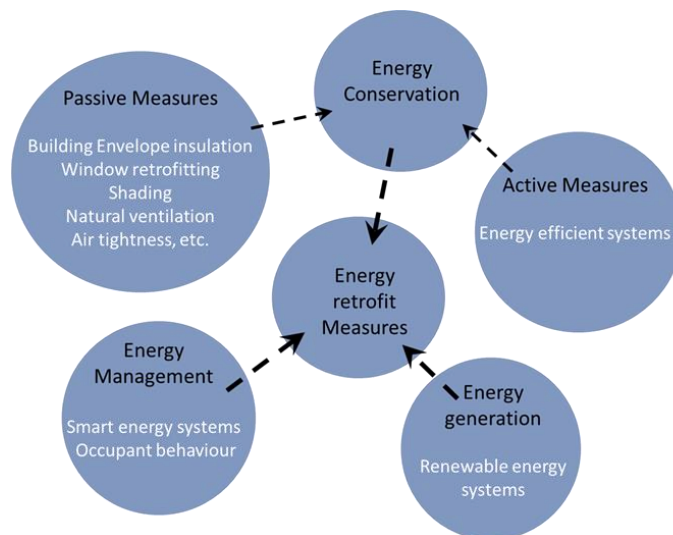 Energy
Conservation
Passive Measures
Building Envelope insulation
Window retrofitting
Shading
Natural ventilation
Air tightness, etc.
Active Measures
Energy efficient systems
Energy
retrofit
Measures
Energy
Management
Smart energy systems
Occupant behaviour
Energy
generation
Renewable energy
systems